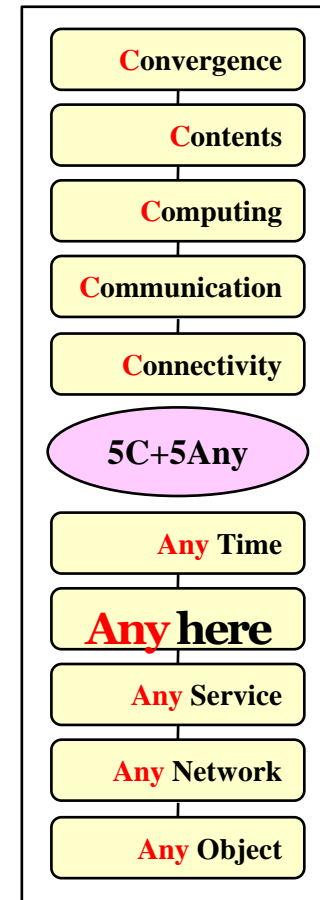 Convergence
Contents
Computing
Communication
Connectivity
5C+5Any
Any Time
Any here
Any Service
Any Network
Any Object